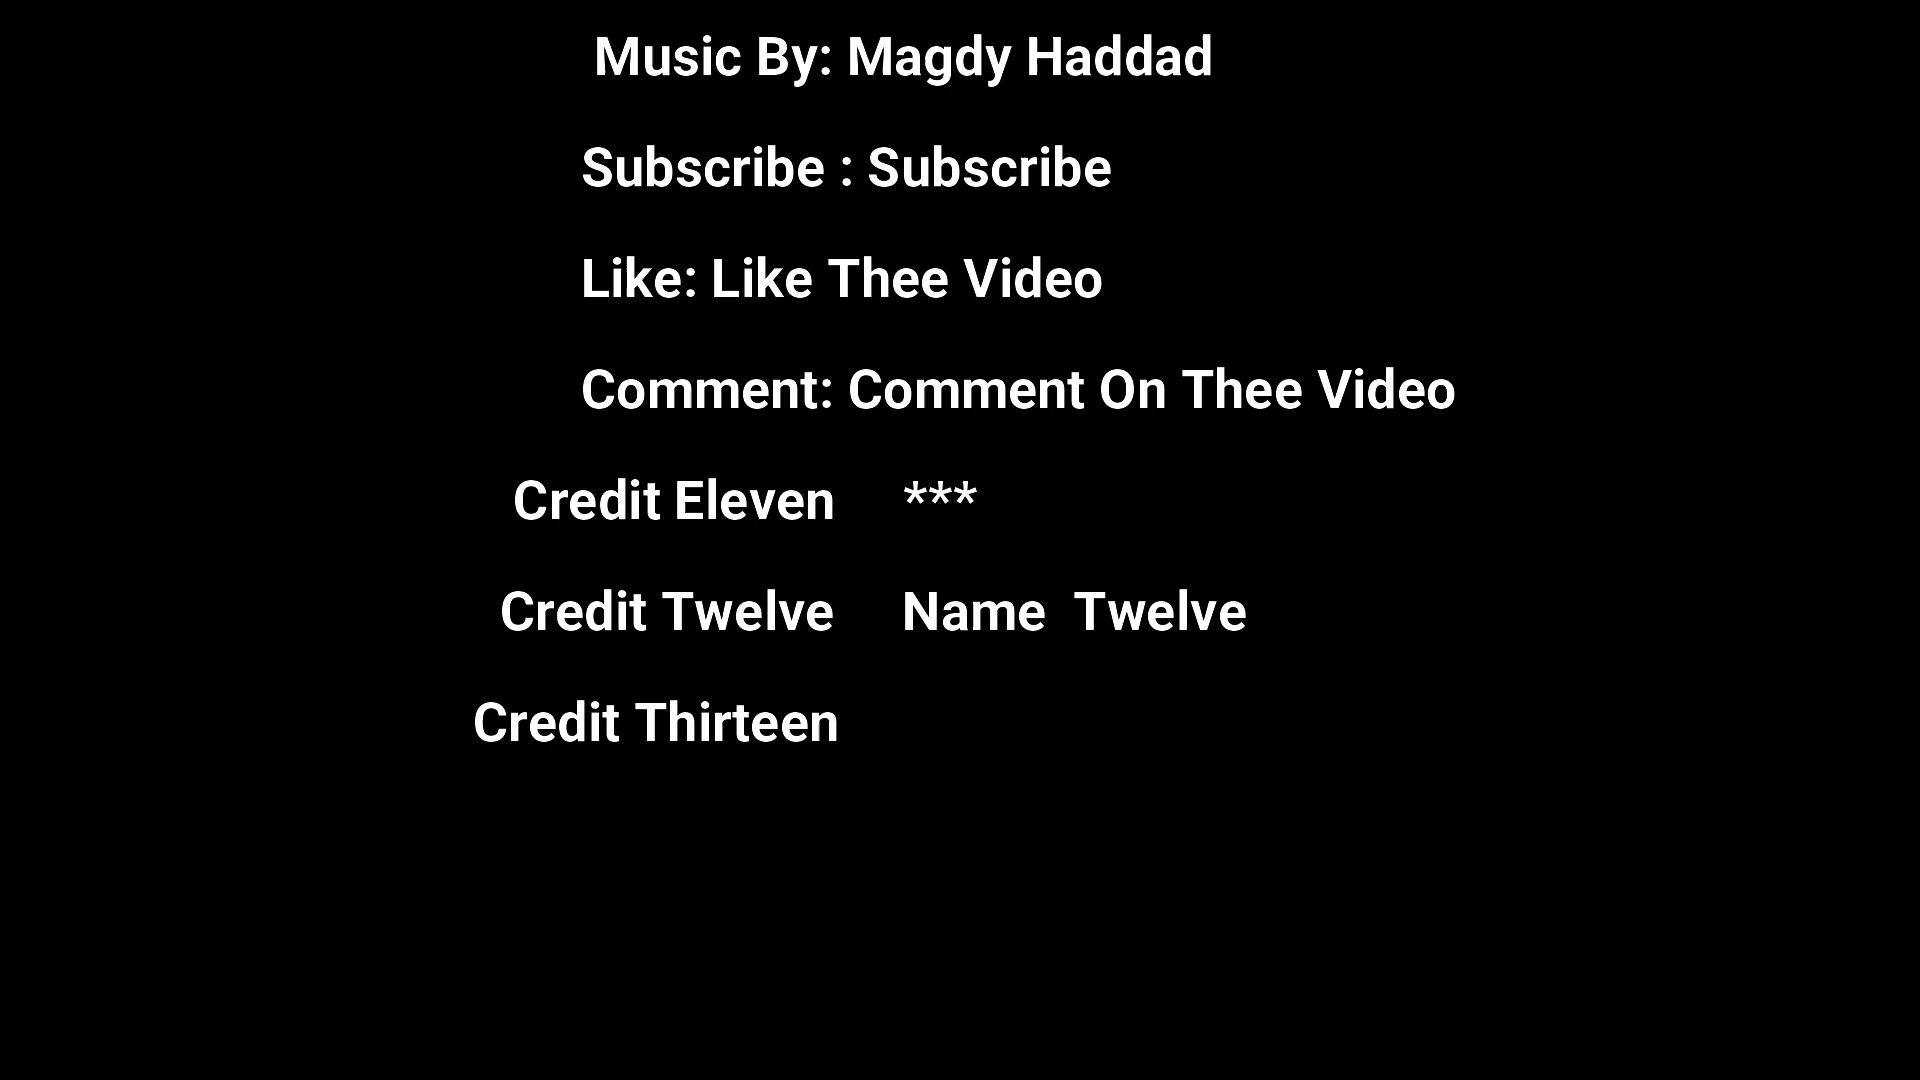 Music By: Magdy Haddad
Subscribe : Subscribe
Like: Like Thee Video
Comment: Comment On Thee Video
Credit Eleven ***
Credit Twelve Name Twelve
Credit Thirteen